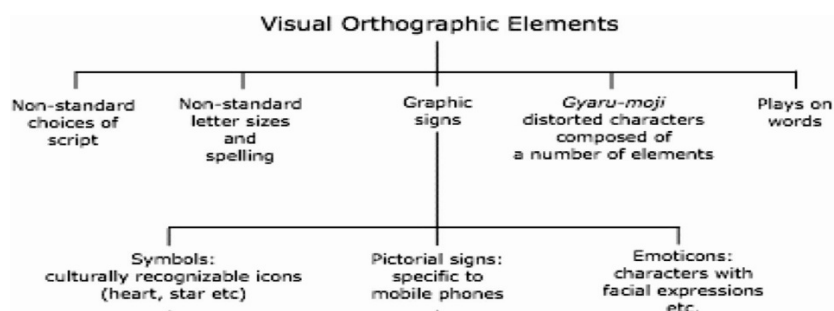 Visual Orthographic Elements
Non-standard
choices of
script
Non-standard
letter sizes
and
spelling
Graphic
signs
Gyaru-moji
distorted characters
composed of
a number of elements
Plays on
words
Symbols:
culturally recognizable icons
(heart, star etc)
Pictorial signs:
specific to
mobile phones
Emoticons:
characters with
facial expressions
etc.